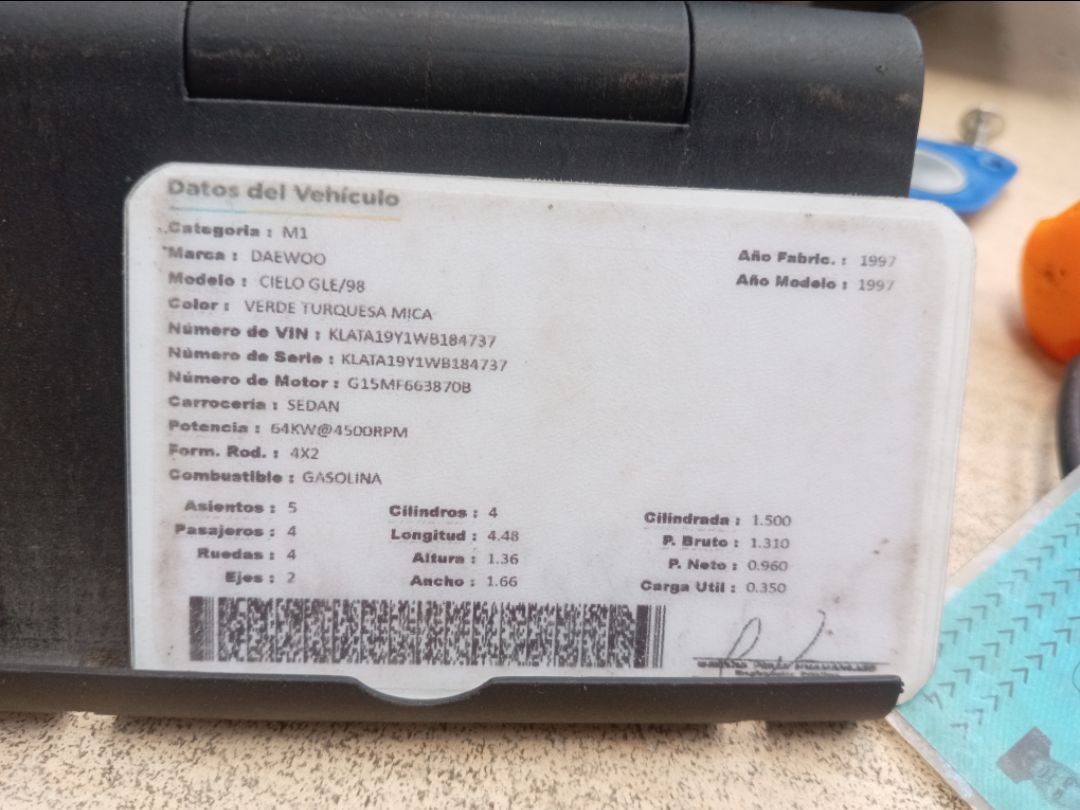 Datos del Vehículo
Categoria : M1
Marca : DAEWOO
Año Fabric. : 1997
Modelo : CIELO GLE/98
Año Modelo : 1997
Color : VERDE TURQUESA MICA
Número de VIN : KLATA19Y1WB184737
Número de Serie : KLATA19Y1WB184737
Número de Motor : G15MF663870B
Carrocería : SEDAN
Potencia : 64KW@4500RPM
Form. Rod. : 4X2
Combustible : GASOLINA
Asientos : 5 Cilindros : 4 Cilindrada : 1.500
Pasajeros : 4 Longitud : 4.48 P. Bruto : 1.310
Ruedas : 4 Altura : 1.36 P. Neto : 0.960
Ejes : 2 Ancho : 1.66 Carga Util : 0.350